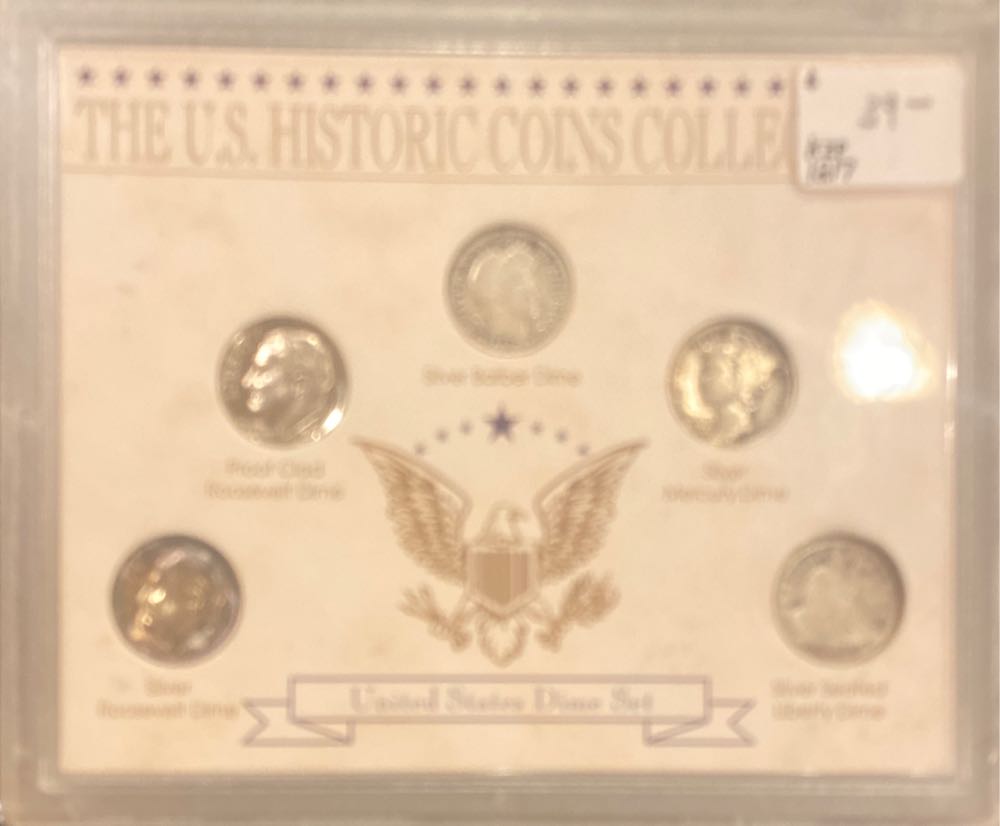 THE U.S. HISTORIC COINS COLLE
29-
Silver Barber Dime
Proof Clad
Roosevelt Dime
Silver
Mercury Dime
Silver
Roosevelt Dime
Silver Seated
Liberty Dime
United States Dime Set